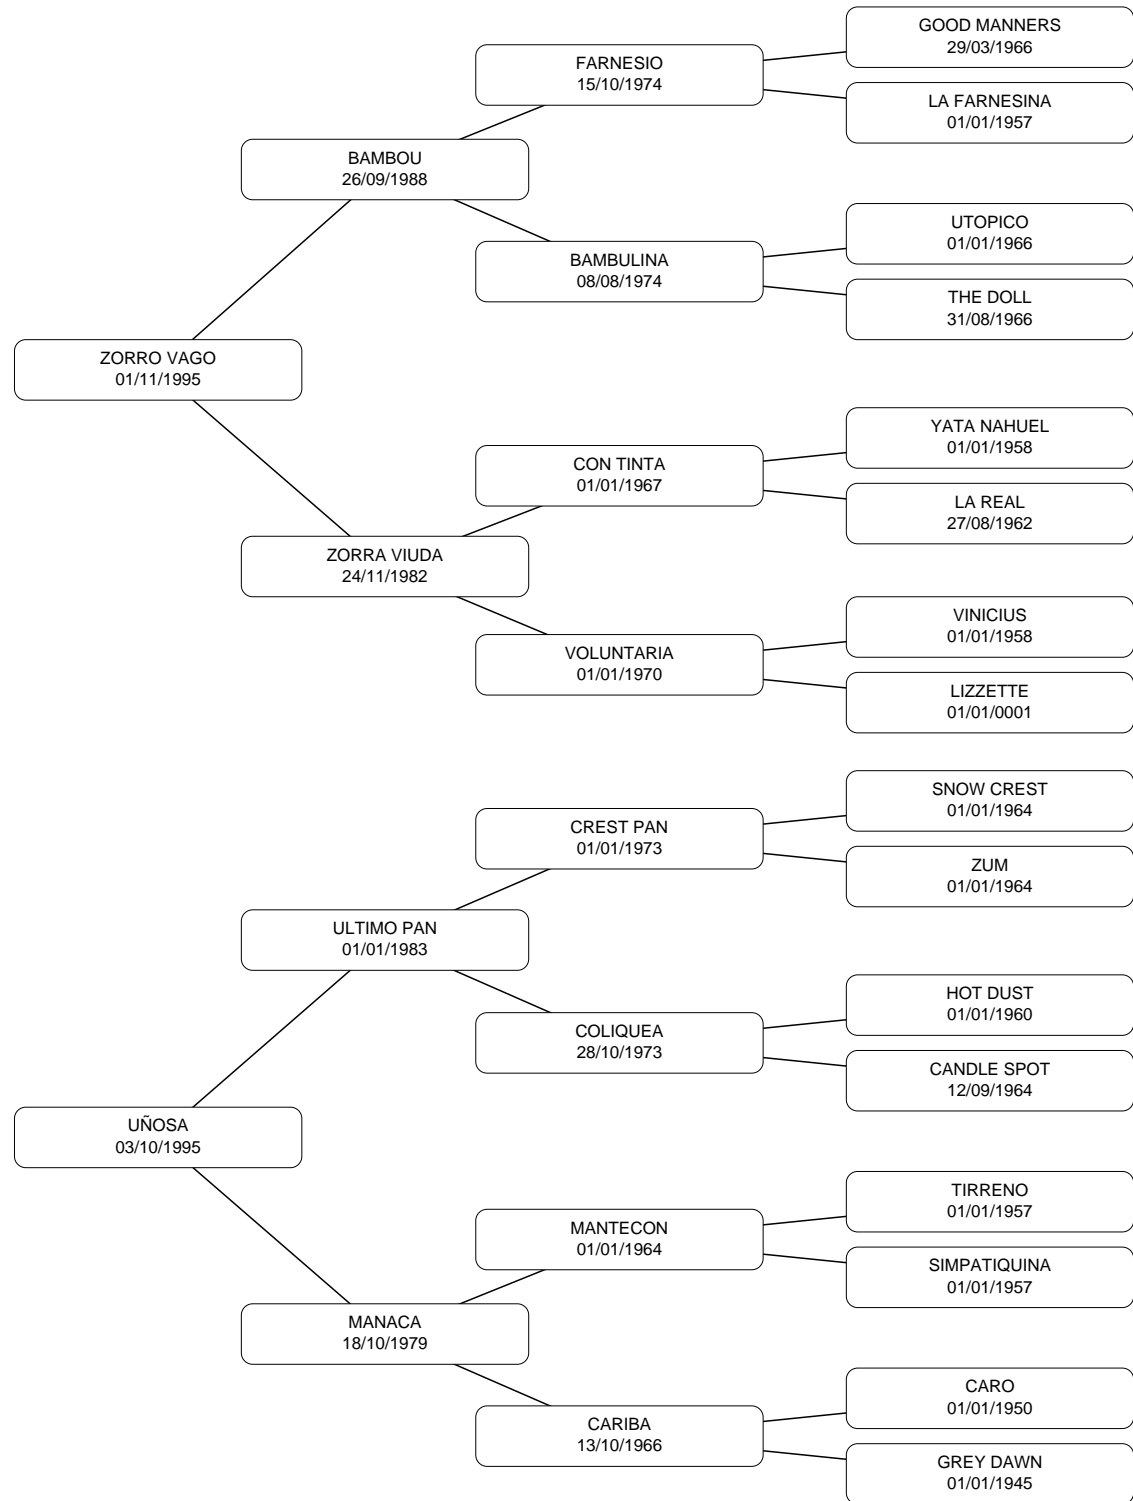 GOOD MANNERS
29/03/1966
FARNESIO
15/10/1974
LA FARNESINA
01/01/1957
BAMBOU
26/09/1988
UTOPICO
01/01/1966
BAMBULINA
08/08/1974
THE DOLL
31/08/1966
ZORRO VAGO
01/11/1995
YATA NAHUEL
01/01/1958
CON TINTA
01/01/1967
LA REAL
27/08/1962
ZORRA VIUDA
24/11/1982
VINICIUS
01/01/1958
VOLUNTARIA
01/01/1970
LIZZETTE
01/01/0001
SNOW CREST
01/01/1964
CREST PAN
01/01/1973
ZUM
01/01/1964
ULTIMO PAN
01/01/1983
HOT DUST
01/01/1960
COLIQUEA
28/10/1973
CANDLE SPOT
12/09/1964
UÑOSA
03/10/1995
TIRRENO
01/01/1957
MANTECON
01/01/1964
SIMPATIQUINA
01/01/1957
MANACA
18/10/1979
CARO
01/01/1950
CARIBA
13/10/1966
GREY DAWN
01/01/1945